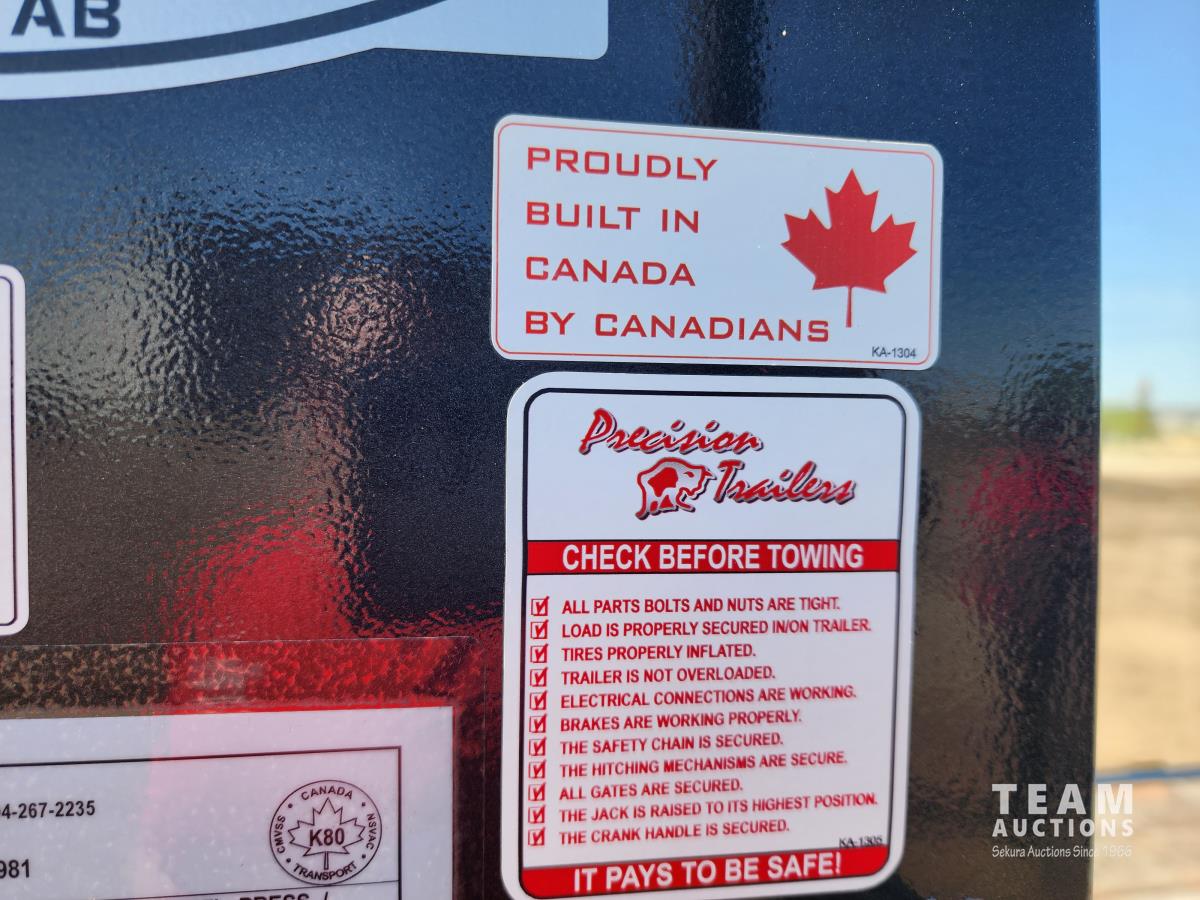 AB
PROUDLY
BUILT IN
CANADA
BY CANADIANS
KA-1304
Precision
Trailers
CHECK BEFORE TOWING
ALL PARTS BOLTS AND NUTS ARE TIGHT.
LOAD IS PROPERLY SECURED IN/ON TRAILER.
TIRES PROPERLY INFLATED.
TRAILER IS NOT OVERLOADED.
ELECTRICAL CONNECTIONS ARE WORKING.
BRAKES ARE WORKING PROPERLY.
THE SAFETY CHAIN IS SECURED.
THE HITCHING MECHANISMS ARE SECURE.
ALL GATES ARE SECURED.
THE JACK IS RAISED TO ITS HIGHEST POSITION.
THE CRANK HANDLE IS SECURED.
KA-1305
IT PAYS TO BE SAFE!
4-267-2235
981
CANADA
CMVSS
NSVAC
K80
TRANSPORT
TEAM
AUCTIONS
Sekura Auctions Since 1966